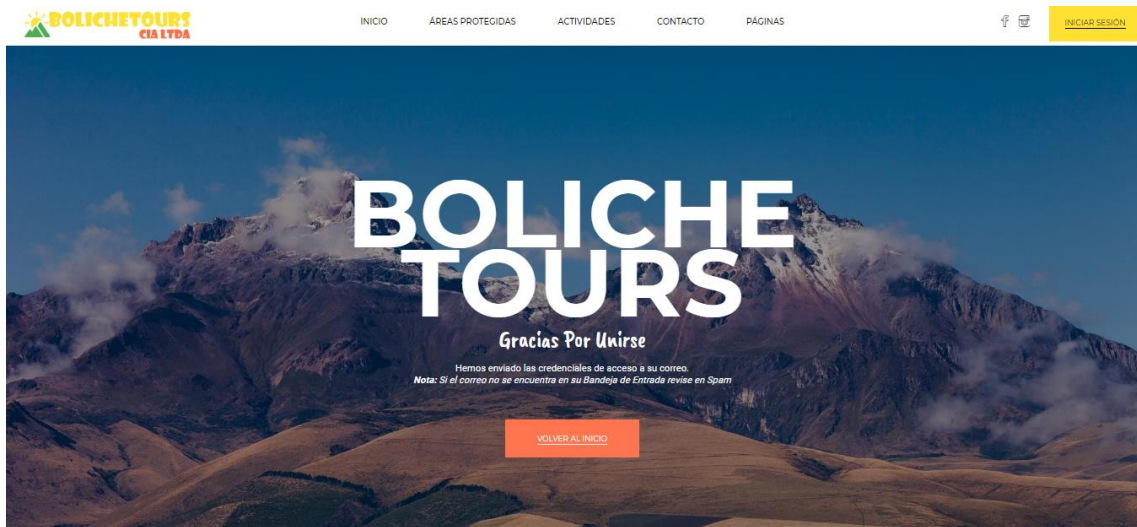 BOLICHETOURS
CIA LTDA
INICIO
ÁREAS PROTEGIDAS
ACTIVIDADES
CONTACTO
PÁGINAS
INICIAR SESIÓN
BOLICHE
TOURS
Gracias Por Unirse
Hemos enviado las credenciales de acceso a su correo.
Nota: Si el correo no se encuentra en su Bandeja de Entrada revise en Spam
VOLVER AL INICIO